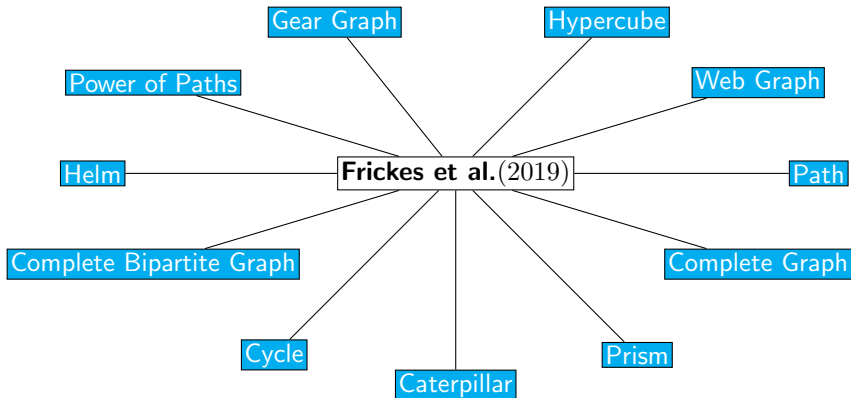 Gear Graph
Hypercube
Power of Paths
Web Graph
Helm
Frickes et al.(2019)
Path
Complete Bipartite Graph
Complete Graph
Cycle
Prism
Caterpillar